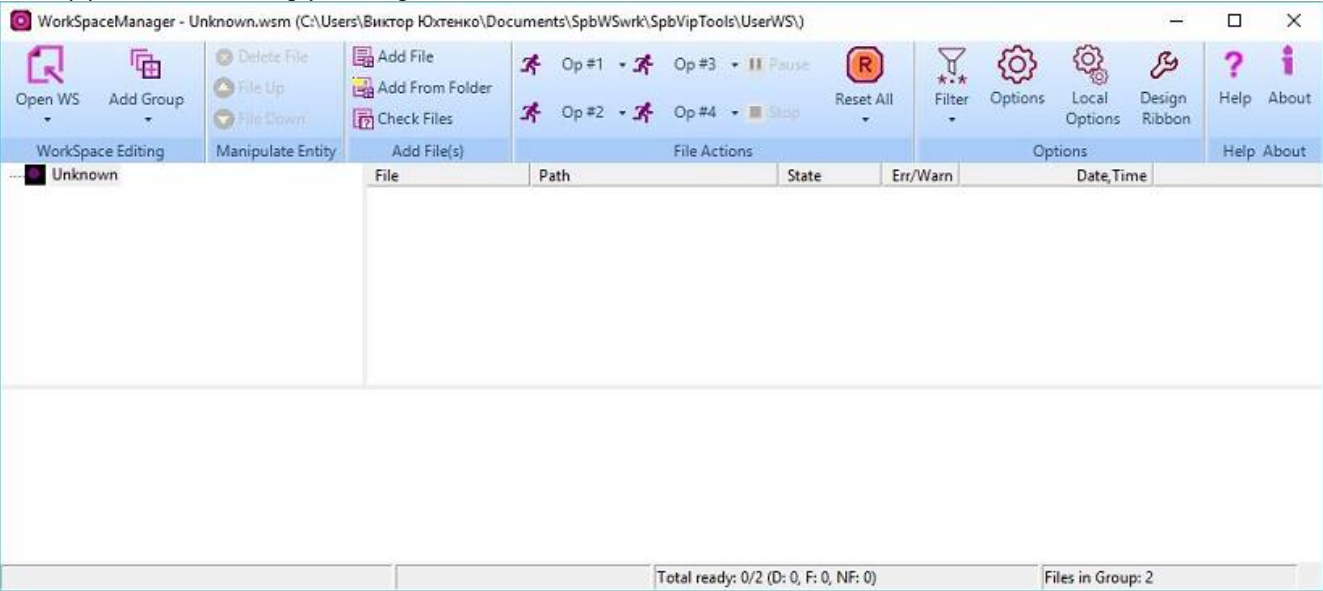 WorkSpaceManager - Unknown.wsm (C:\Users\Виктор Юхтенко\Documents\SpbWSwrk\SpbVipTools\UserWS\)
Open WS
Add Group
WorkSpace Editing
Delete File
File Up
File Down
Manipulate Entity
Add File
Add From Folder
Check Files
Add File(s)
Op #1
Op #3
Pause
Op #2
Op #4
Stop
R
Reset All
File Actions
Filter
Options
Local
Options
Design
Ribbon
Options
? Help
i About
Help About
Unknown
File Path State Err/Warn Date,Time
Total ready: 0/2 (D: 0, F: 0, NF: 0)
Files in Group: 2